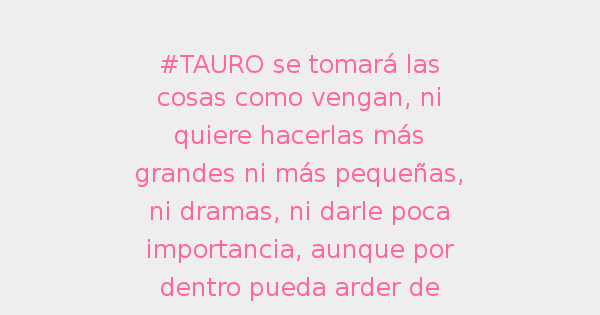 #TAURO se tomará las
cosas como vengan, ni
quiere hacerlas más
grandes ni más pequeñas,
ni dramas, ni darle poca
importancia, aunque por
dentro pueda arder de